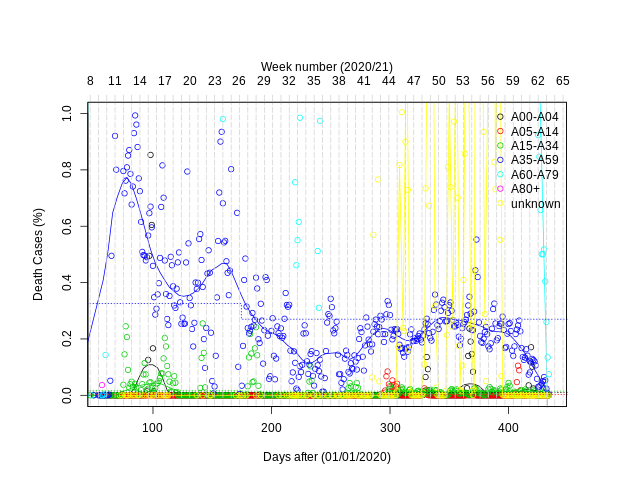 Week number (2020/21)
8 11 14 17 20 23 26 29 32 35 38 41 44 47 50 53 56 59 62 65
1.0
0.8
0.6
0.4
0.2
0.0
Death Cases (%)
A00-A04
A05-A14
A15-A34
A35-A59
A60-A79
A80+
unknown
100 200 300 400
Days after (01/01/2020)